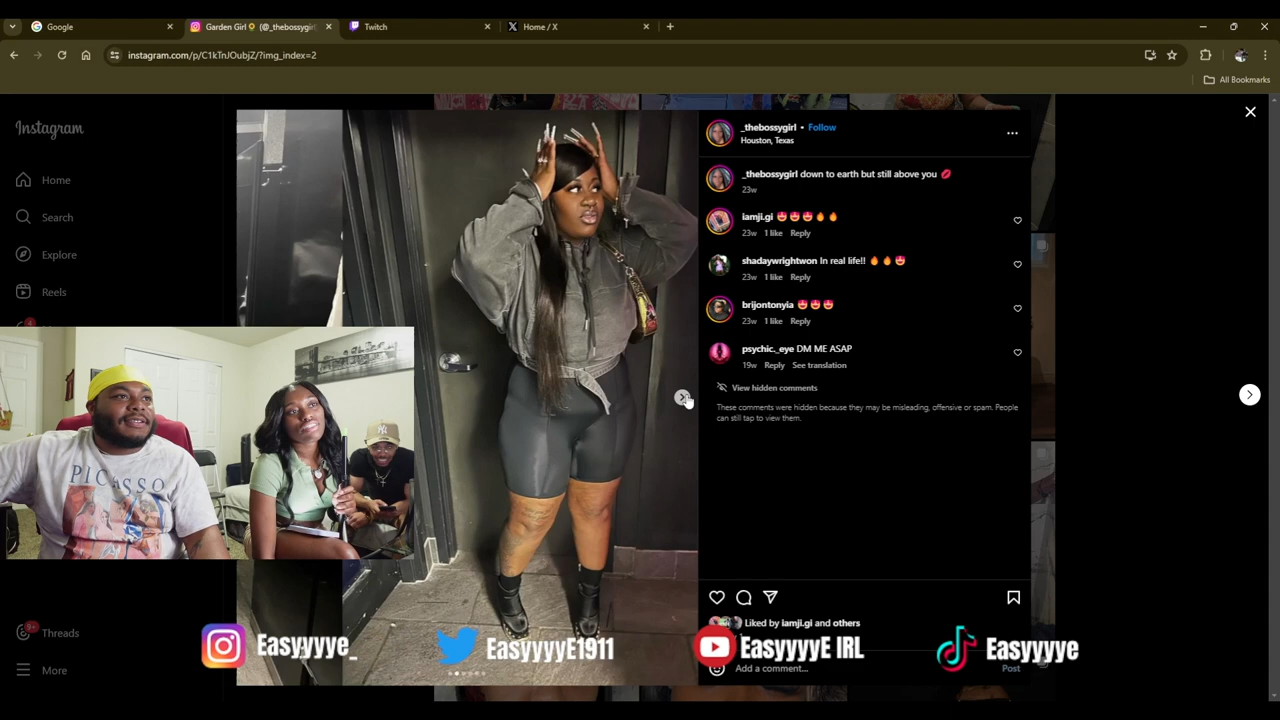 Google
Garden Girl🌻 (@_thebossygirl
Twitch
Home / X
instagram.com/p/C1kTnJOubjZ/?img_index=2
All Bookmarks
Instagram
Home
Search
Explore
Reels
Threads
9+
More
_thebossygirl • Follow
Houston, Texas
_thebossygirl down to earth but still above you 💋
23w
iamji.gi 😍😍😍🔥🔥
23w 1 like Reply
shadaywrightwon In real life!! 🔥🔥😍
23w 1 like Reply
brijontonyia 😍😍😍
23w 1 like Reply
psychic._eye DM ME ASAP
19w Reply See translation
View hidden comments
These comments were hidden because they may be misleading, offensive or spam. People
can still tap to view them.
Liked by iamji.gi and others
Add a comment...
Post
PICASSO
NY
Easyyyye_
EasyyyyE1911
EasyyyyE IRL
Easyyyye